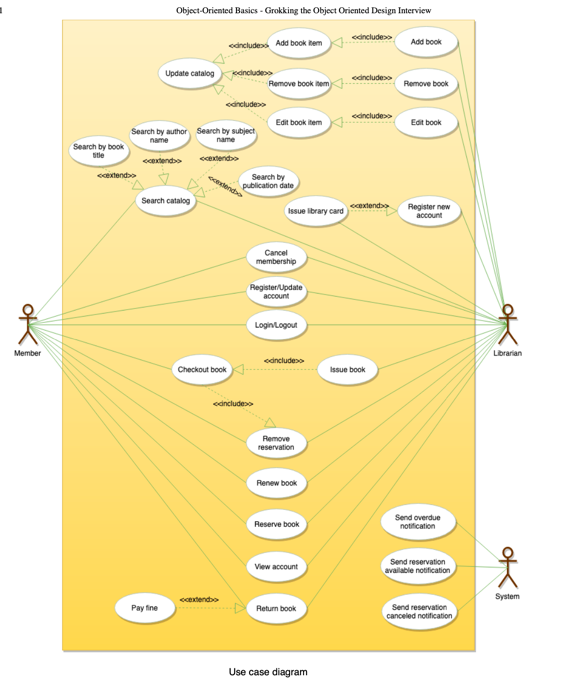 1
Object-Oriented Basics - Grokking the Object Oriented Design Interview
Add book item
<<include>>
Add book
<<include>>
Update catalog
<<include>>
Remove book item
<<include>>
Remove book
<<include>>
Edit book item
<<include>>
Edit book
Search by book
title
Search by author
name
Search by subject
name
<<extend>>
<<extend>>
<<extend>>
<<extend>>
Search by
publication date
Search catalog
Issue library card
<<extend>>
Register new
account
Cancel
membership
Register/Update
account
Login/Logout
Member
Librarian
Checkout book
<<include>>
Issue book
<<include>>
Remove
reservation
Renew book
Reserve book
View account
Pay fine
<<extend>>
Return book
Send overdue
notification
Send reservation
available notification
Send reservation
canceled notification
System
Use case diagram